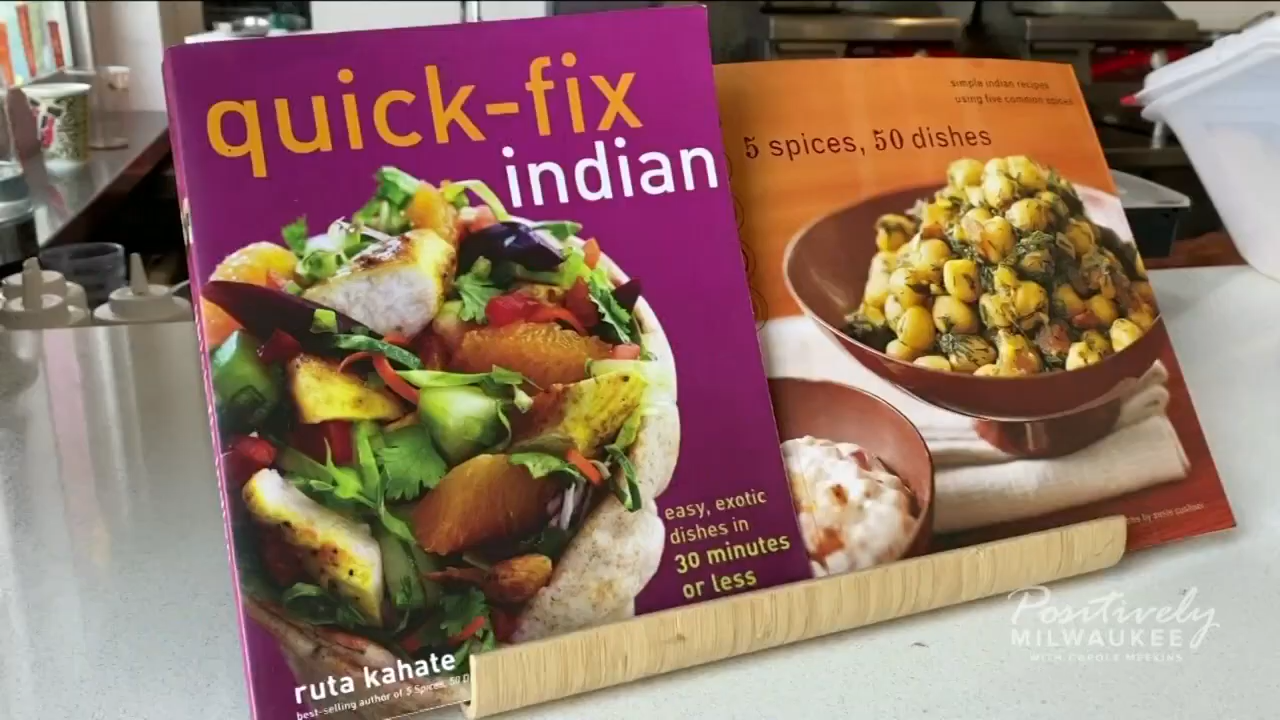 quick-fix
indian
easy, exotic
dishes in
30 minutes
or less
ruta kahate
best-selling author of 5 Spices, 50 D
simple indian recipes
using five common spices
5 spices, 50 dishes
Positively
MILWAUKEE
WITH CAROLE MEEKINS